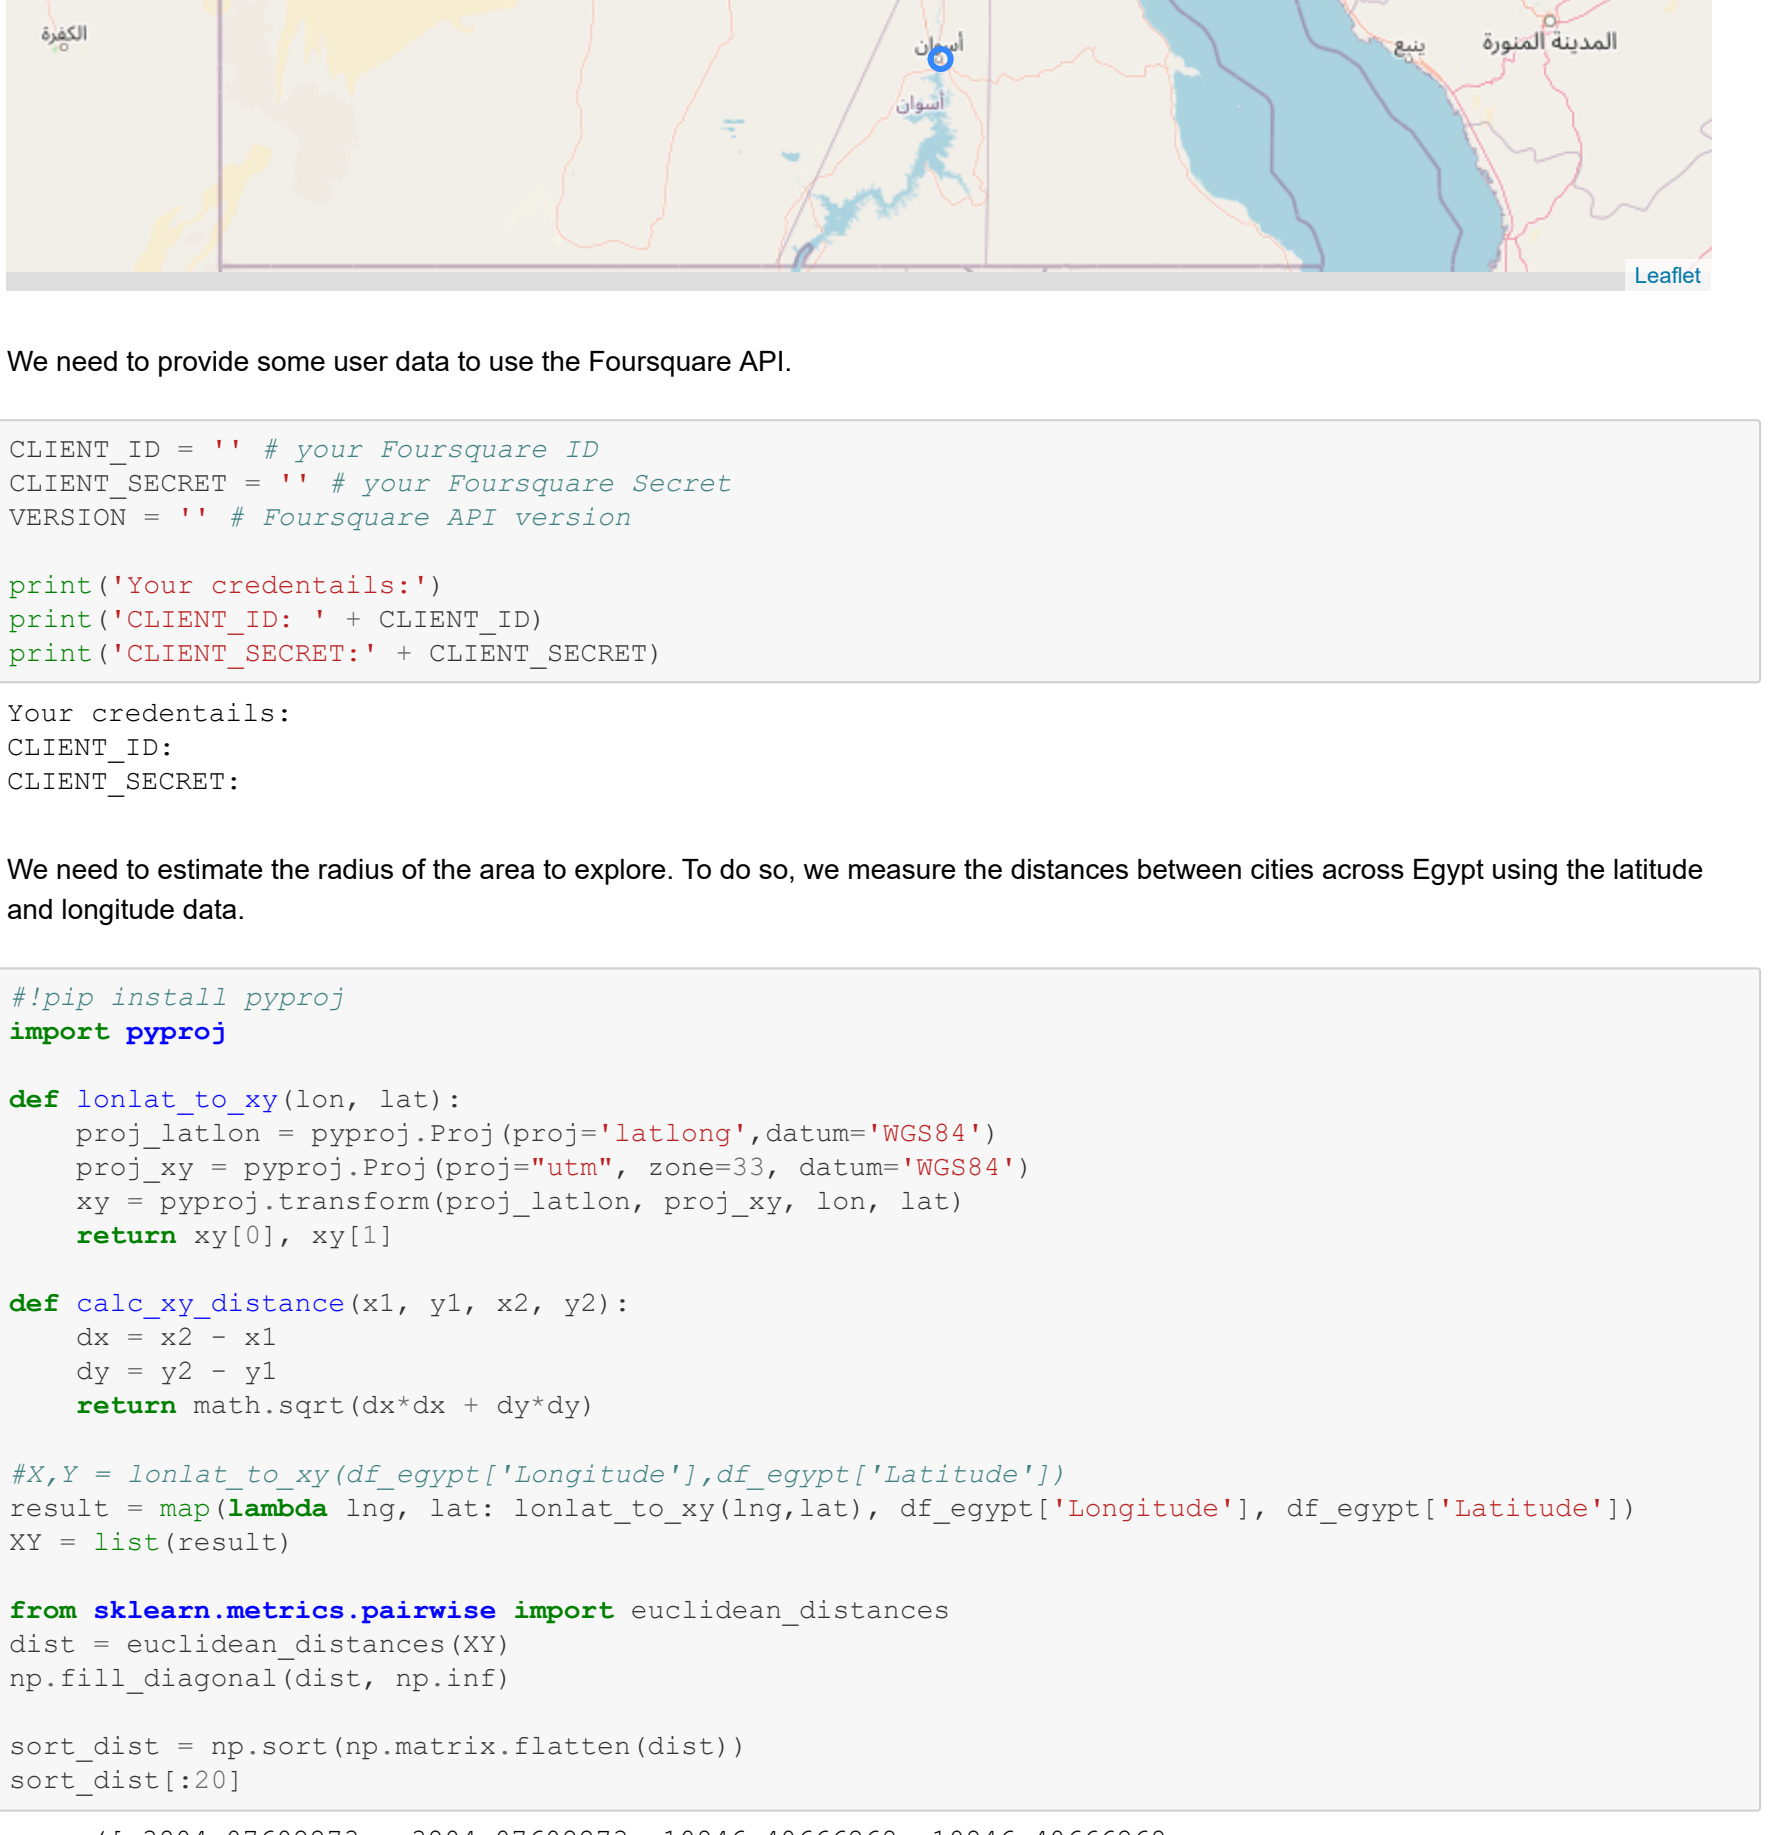 الكفرة
أسوان
ينبع
المدينة المنورة
أسوان
Leaflet
We need to provide some user data to use the Foursquare API.
CLIENT_ID = '' # your Foursquare ID
CLIENT_SECRET = '' # your Foursquare Secret
VERSION = '' # Foursquare API version
print('Your credentails:')
print('CLIENT_ID: ' + CLIENT_ID)
print('CLIENT_SECRET:' + CLIENT_SECRET)
Your credentails:
CLIENT_ID:
CLIENT_SECRET:
We need to estimate the radius of the area to explore. To do so, we measure the distances between cities across Egypt using the latitude
and longitude data.
#!pip install pyproj
import pyproj
def lonlat_to_xy(lon, lat):
    proj_latlon = pyproj.Proj(proj='latlong',datum='WGS84')
    proj_xy = pyproj.Proj(proj="utm", zone=33, datum='WGS84')
    xy = pyproj.transform(proj_latlon, proj_xy, lon, lat)
    return xy[0], xy[1]
def calc_xy_distance(x1, y1, x2, y2):
    dx = x2 - x1
    dy = y2 - y1
    return math.sqrt(dx*dx + dy*dy)
#X,Y = lonlat_to_xy(df_egypt['Longitude'],df_egypt['Latitude'])
result = map(lambda lng, lat: lonlat_to_xy(lng,lat), df_egypt['Longitude'], df_egypt['Latitude'])
XY = list(result)
from sklearn.metrics.pairwise import euclidean_distances
dist = euclidean_distances(XY)
np.fill_diagonal(dist, np.inf)
sort_dist = np.sort(np.matrix.flatten(dist))
sort_dist[:20]